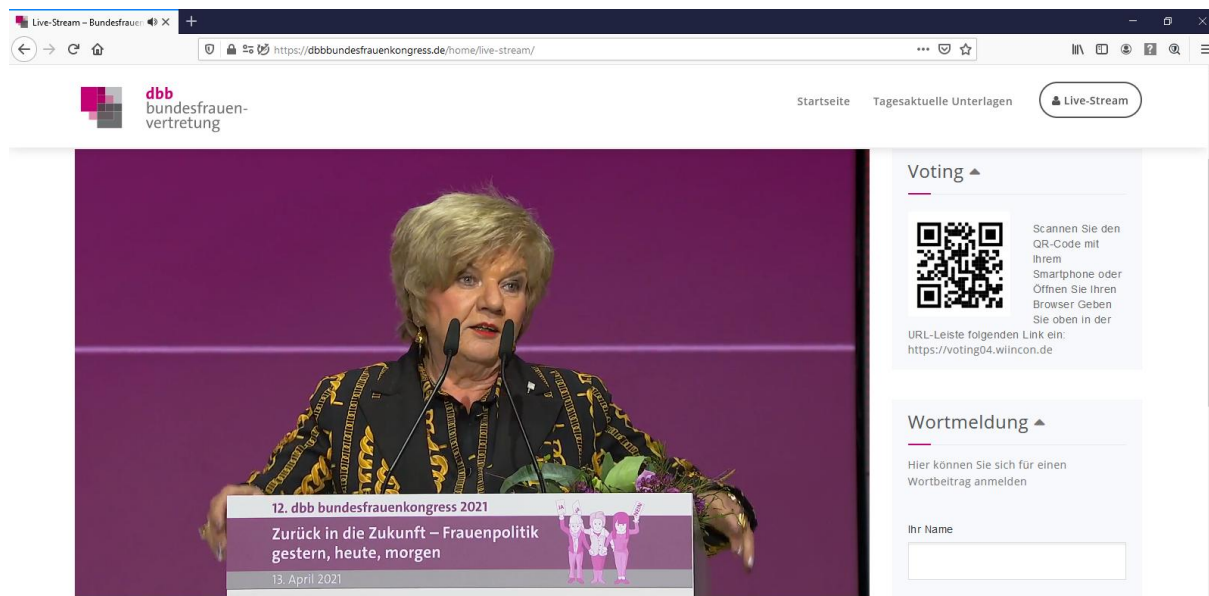 Live-Stream – Bundesfrauen
https://dbbbundesfrauenkongress.de/home/live-stream/
dbb
bundesfrauen-
vertretung
Startseite
Tagesaktuelle Unterlagen
Live-Stream
12. dbb bundesfrauenkongress 2021
Zurück in die Zukunft – Frauenpolitik
gestern, heute, morgen
13. April 2021
Voting
Scannen Sie den
QR-Code mit
Ihrem
Smartphone oder
Öffnen Sie Ihren
Browser Geben
Sie oben in der
URL-Leiste folgenden Link ein:
https://voting04.wiincon.de
Wortmeldung
Hier können Sie sich für einen
Wortbeitrag anmelden
Ihr Name